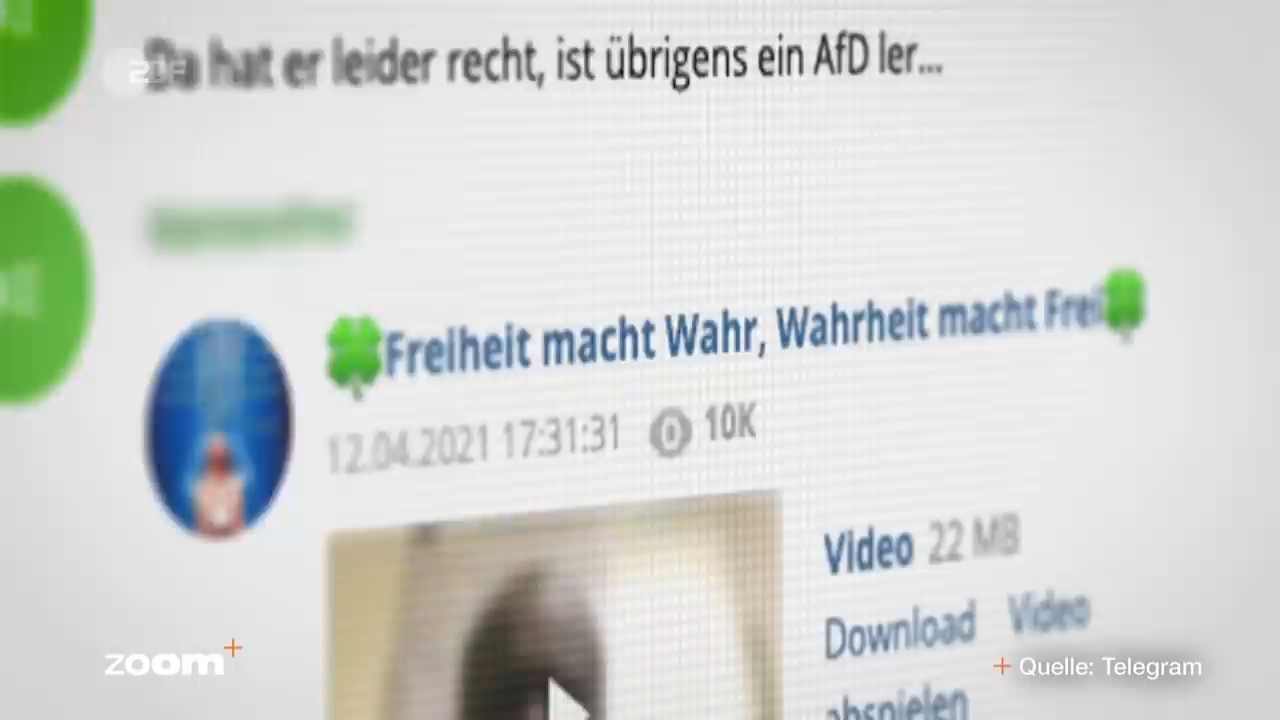 ZDF
Da hat er leider recht, ist übrigens ein AfD ler...
🍀Freiheit macht Wahr, Wahrheit macht Frei🍀
12.04.2021 17:31:31 10K
Video 22 MB
Download Video
abspielen
zoom+
+ Quelle: Telegram